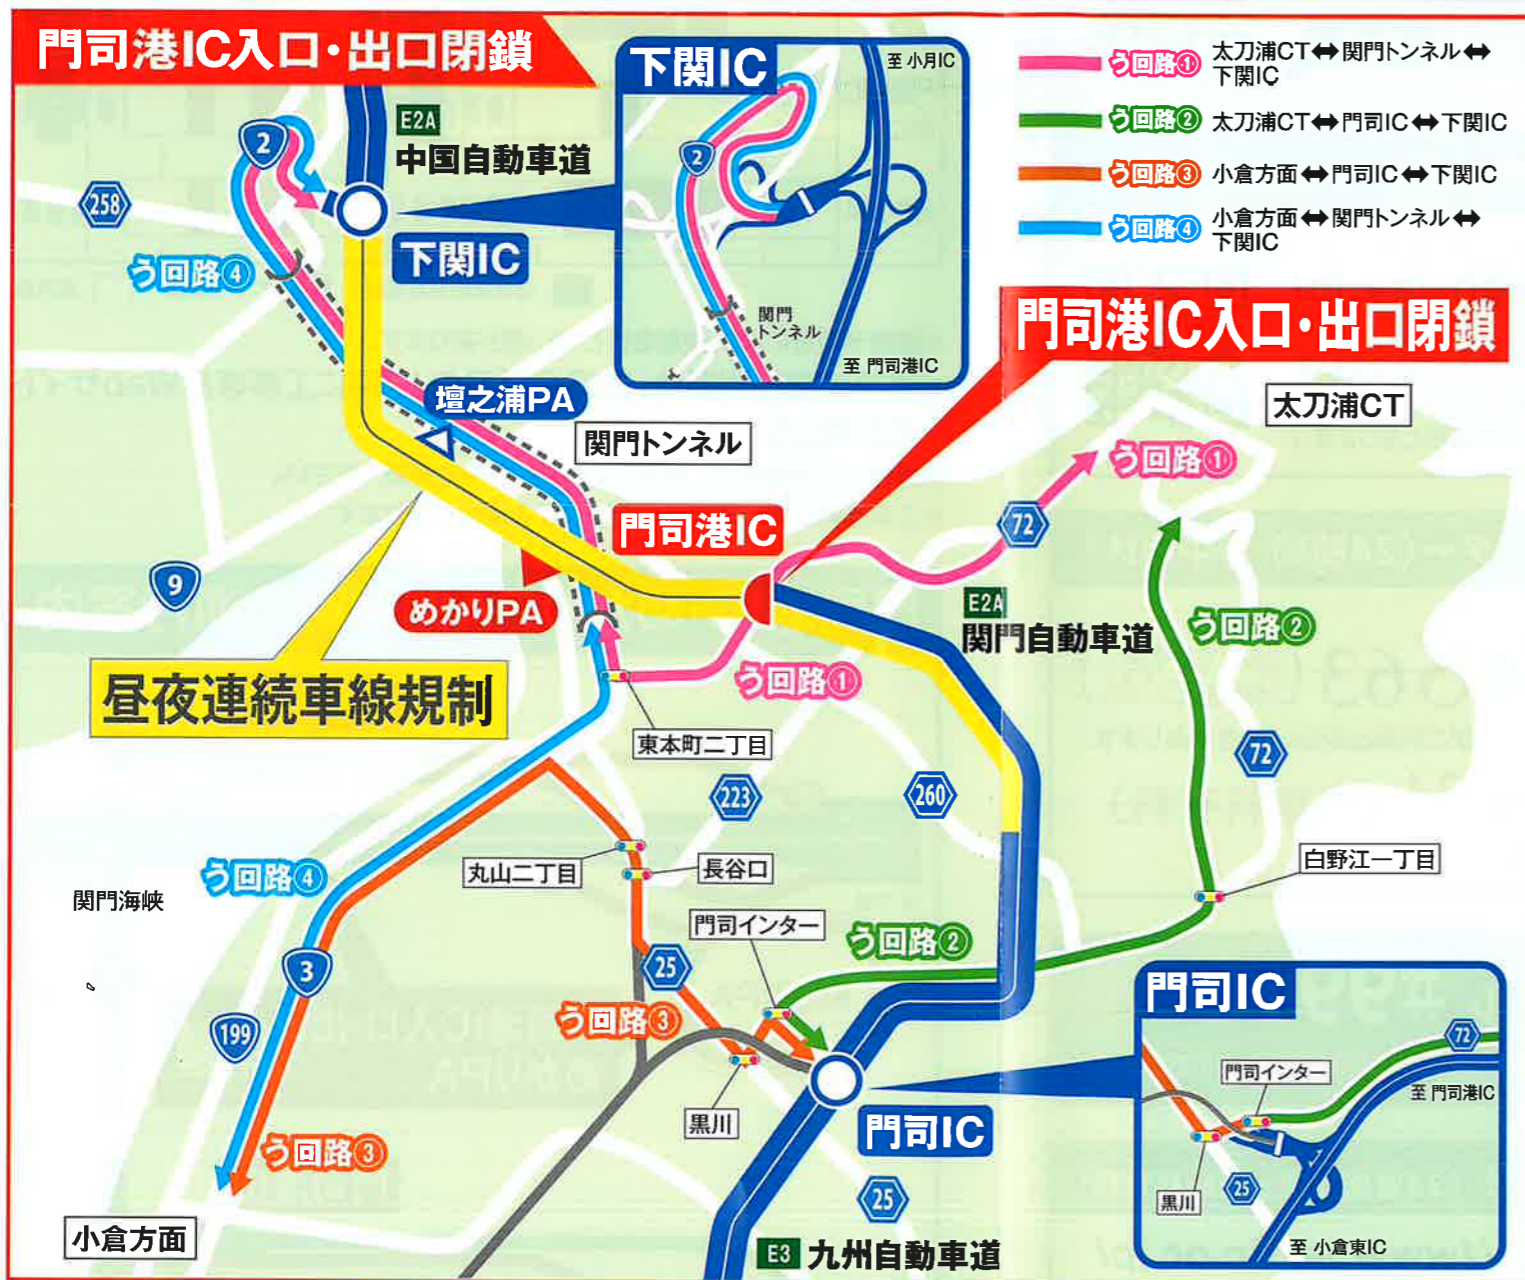 門司港IC入口・出口閉鎖
下関IC
至 小月IC
2
関門
トンネル
至 門司港IC
う回路① 太刀浦CT⬌関門トンネル⬌
下関IC
う回路② 太刀浦CT⬌門司IC⬌下関IC
う回路③ 小倉方面⬌門司IC⬌下関IC
う回路④ 小倉方面⬌関門トンネル⬌
下関IC
E2A
中国自動車道
2
258
下関IC
う回路④
門司港IC入口・出口閉鎖
太刀浦CT
壇之浦PA
関門トンネル
う回路①
門司港IC
72
9
めかりPA
E2A
関門自動車道
う回路②
昼夜連続車線規制
う回路①
東本町二丁目
72
223
260
丸山二丁目
長谷口
白野江一丁目
う回路④
関門海峡
門司インター
う回路②
3
25
199
う回路③
門司IC
72
門司インター
至 門司港IC
黒川
25
至 小倉東IC
黒川
門司IC
う回路③
25
小倉方面
E3 九州自動車道